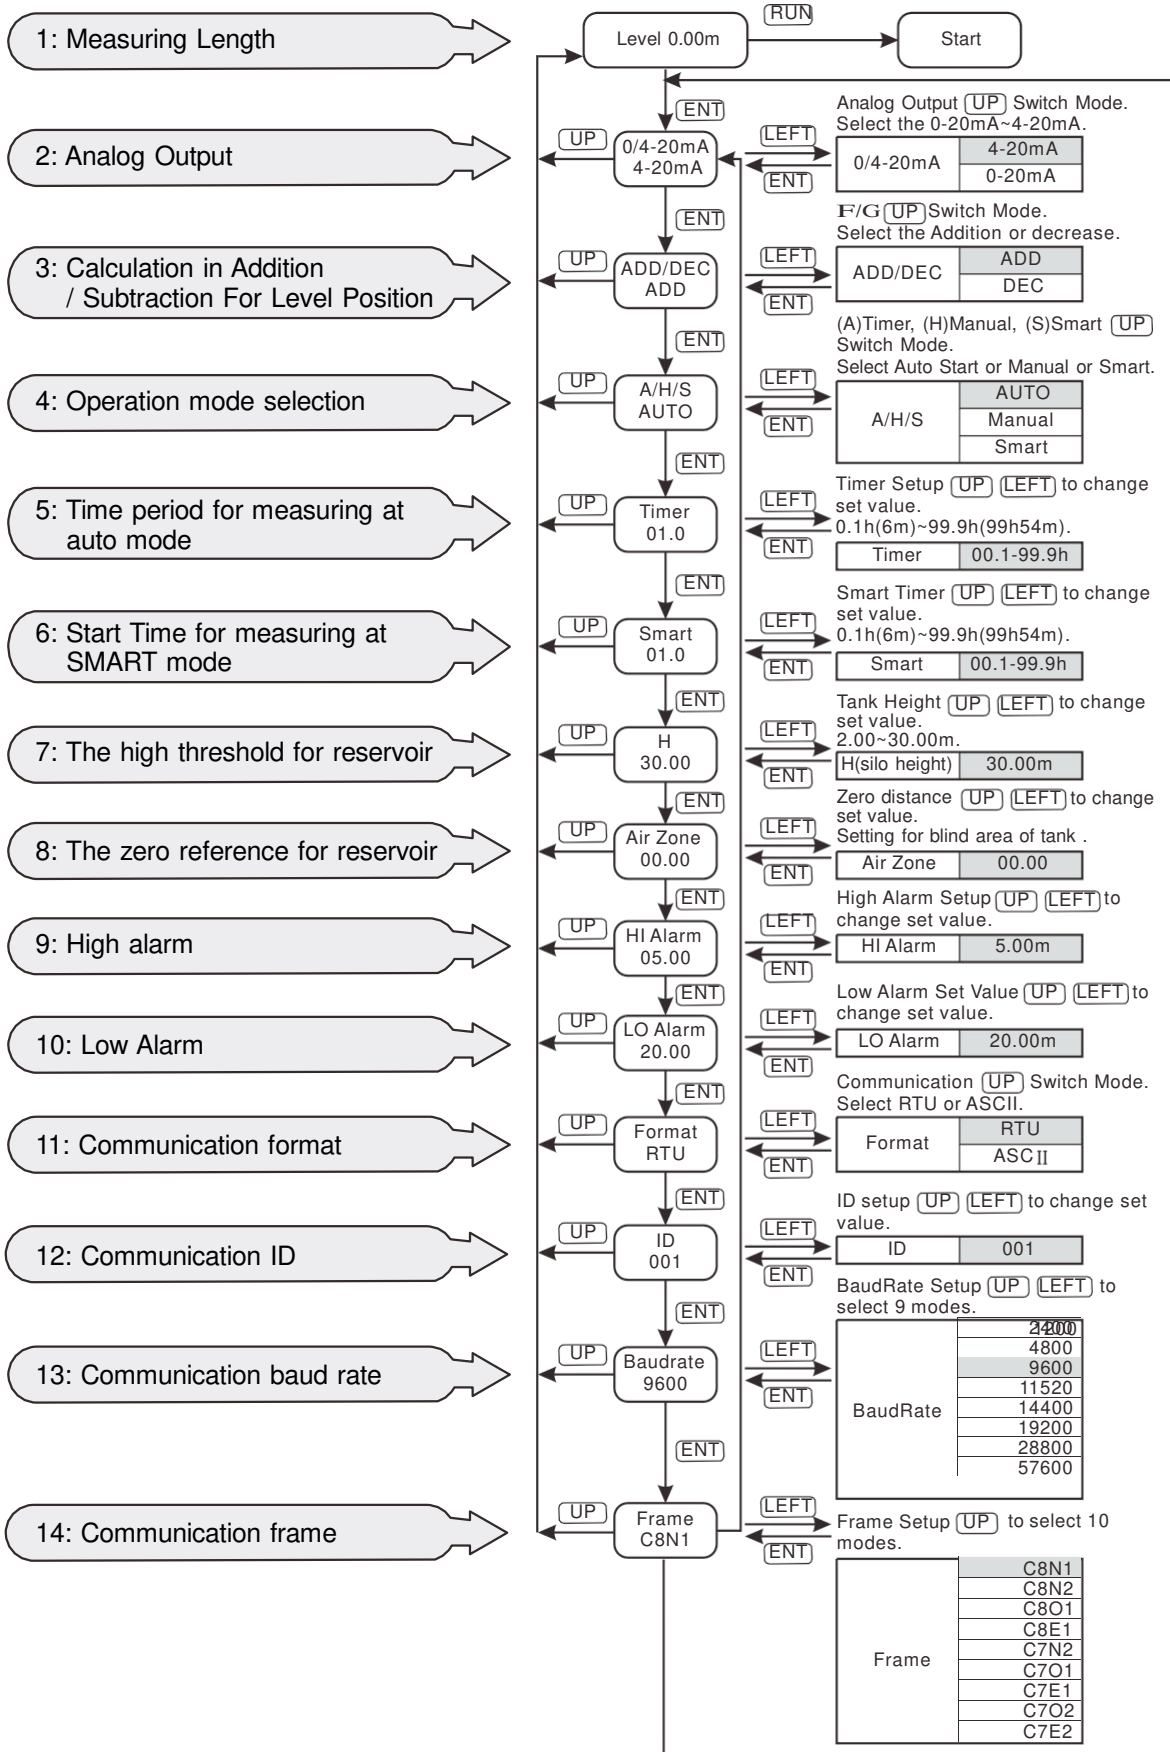 1: Measuring Length
Level 0.00m
RUN
Start
ENT
2: Analog Output
UP
0/4-20mA
4-20mA
LEFT
ENT
Analog Output UP Switch Mode.
Select the 0-20mA~4-20mA.
0/4-20mA
4-20mA
0-20mA
ENT
3: Calculation in Addition
/ Subtraction For Level Position
UP
ADD/DEC
ADD
LEFT
ENT
F/G UP Switch Mode.
Select the Addition or decrease.
ADD/DEC
ADD
DEC
ENT
4: Operation mode selection
UP
A/H/S
AUTO
LEFT
ENT
(A)Timer, (H)Manual, (S)Smart UP
Switch Mode.
Select Auto Start or Manual or Smart.
A/H/S
AUTO
Manual
Smart
ENT
5: Time period for measuring at
auto mode
UP
Timer
01.0
LEFT
ENT
Timer Setup UP LEFT to change
set value.
0.1h(6m)~99.9h(99h54m).
Timer
00.1-99.9h
ENT
6: Start Time for measuring at
SMART mode
UP
Smart
01.0
LEFT
ENT
Smart Timer UP LEFT to change
set value.
0.1h(6m)~99.9h(99h54m).
Smart
00.1-99.9h
ENT
7: The high threshold for reservoir
UP
H
30.00
LEFT
ENT
Tank Height UP LEFT to change
set value.
2.00~30.00m.
H(silo height)
30.00m
ENT
8: The zero reference for reservoir
UP
Air Zone
00.00
LEFT
ENT
Zero distance UP LEFT to change
set value.
Setting for blind area of tank .
Air Zone
00.00
ENT
9: High alarm
UP
HI Alarm
05.00
LEFT
ENT
High Alarm Setup UP LEFT to
change set value.
HI Alarm
5.00m
ENT
10: Low Alarm
UP
LO Alarm
20.00
LEFT
ENT
Low Alarm Set Value UP LEFT to
change set value.
LO Alarm
20.00m
ENT
11: Communication format
UP
Format
RTU
LEFT
ENT
Communication UP Switch Mode.
Select RTU or ASCII.
Format
RTU
ASCII
ENT
12: Communication ID
UP
ID
001
LEFT
ENT
ID setup UP LEFT to change set
value.
ID
001
ENT
13: Communication baud rate
UP
Baudrate
9600
LEFT
ENT
BaudRate Setup UP LEFT to
select 9 modes.
BaudRate
1200
2400
4800
9600
11520
14400
19200
28800
57600
ENT
14: Communication frame
UP
Frame
C8N1
LEFT
ENT
Frame Setup UP to select 10
modes.
Frame
C8N1
C8N2
C8O1
C8E1
C7N2
C7O1
C7E1
C7O2
C7E2